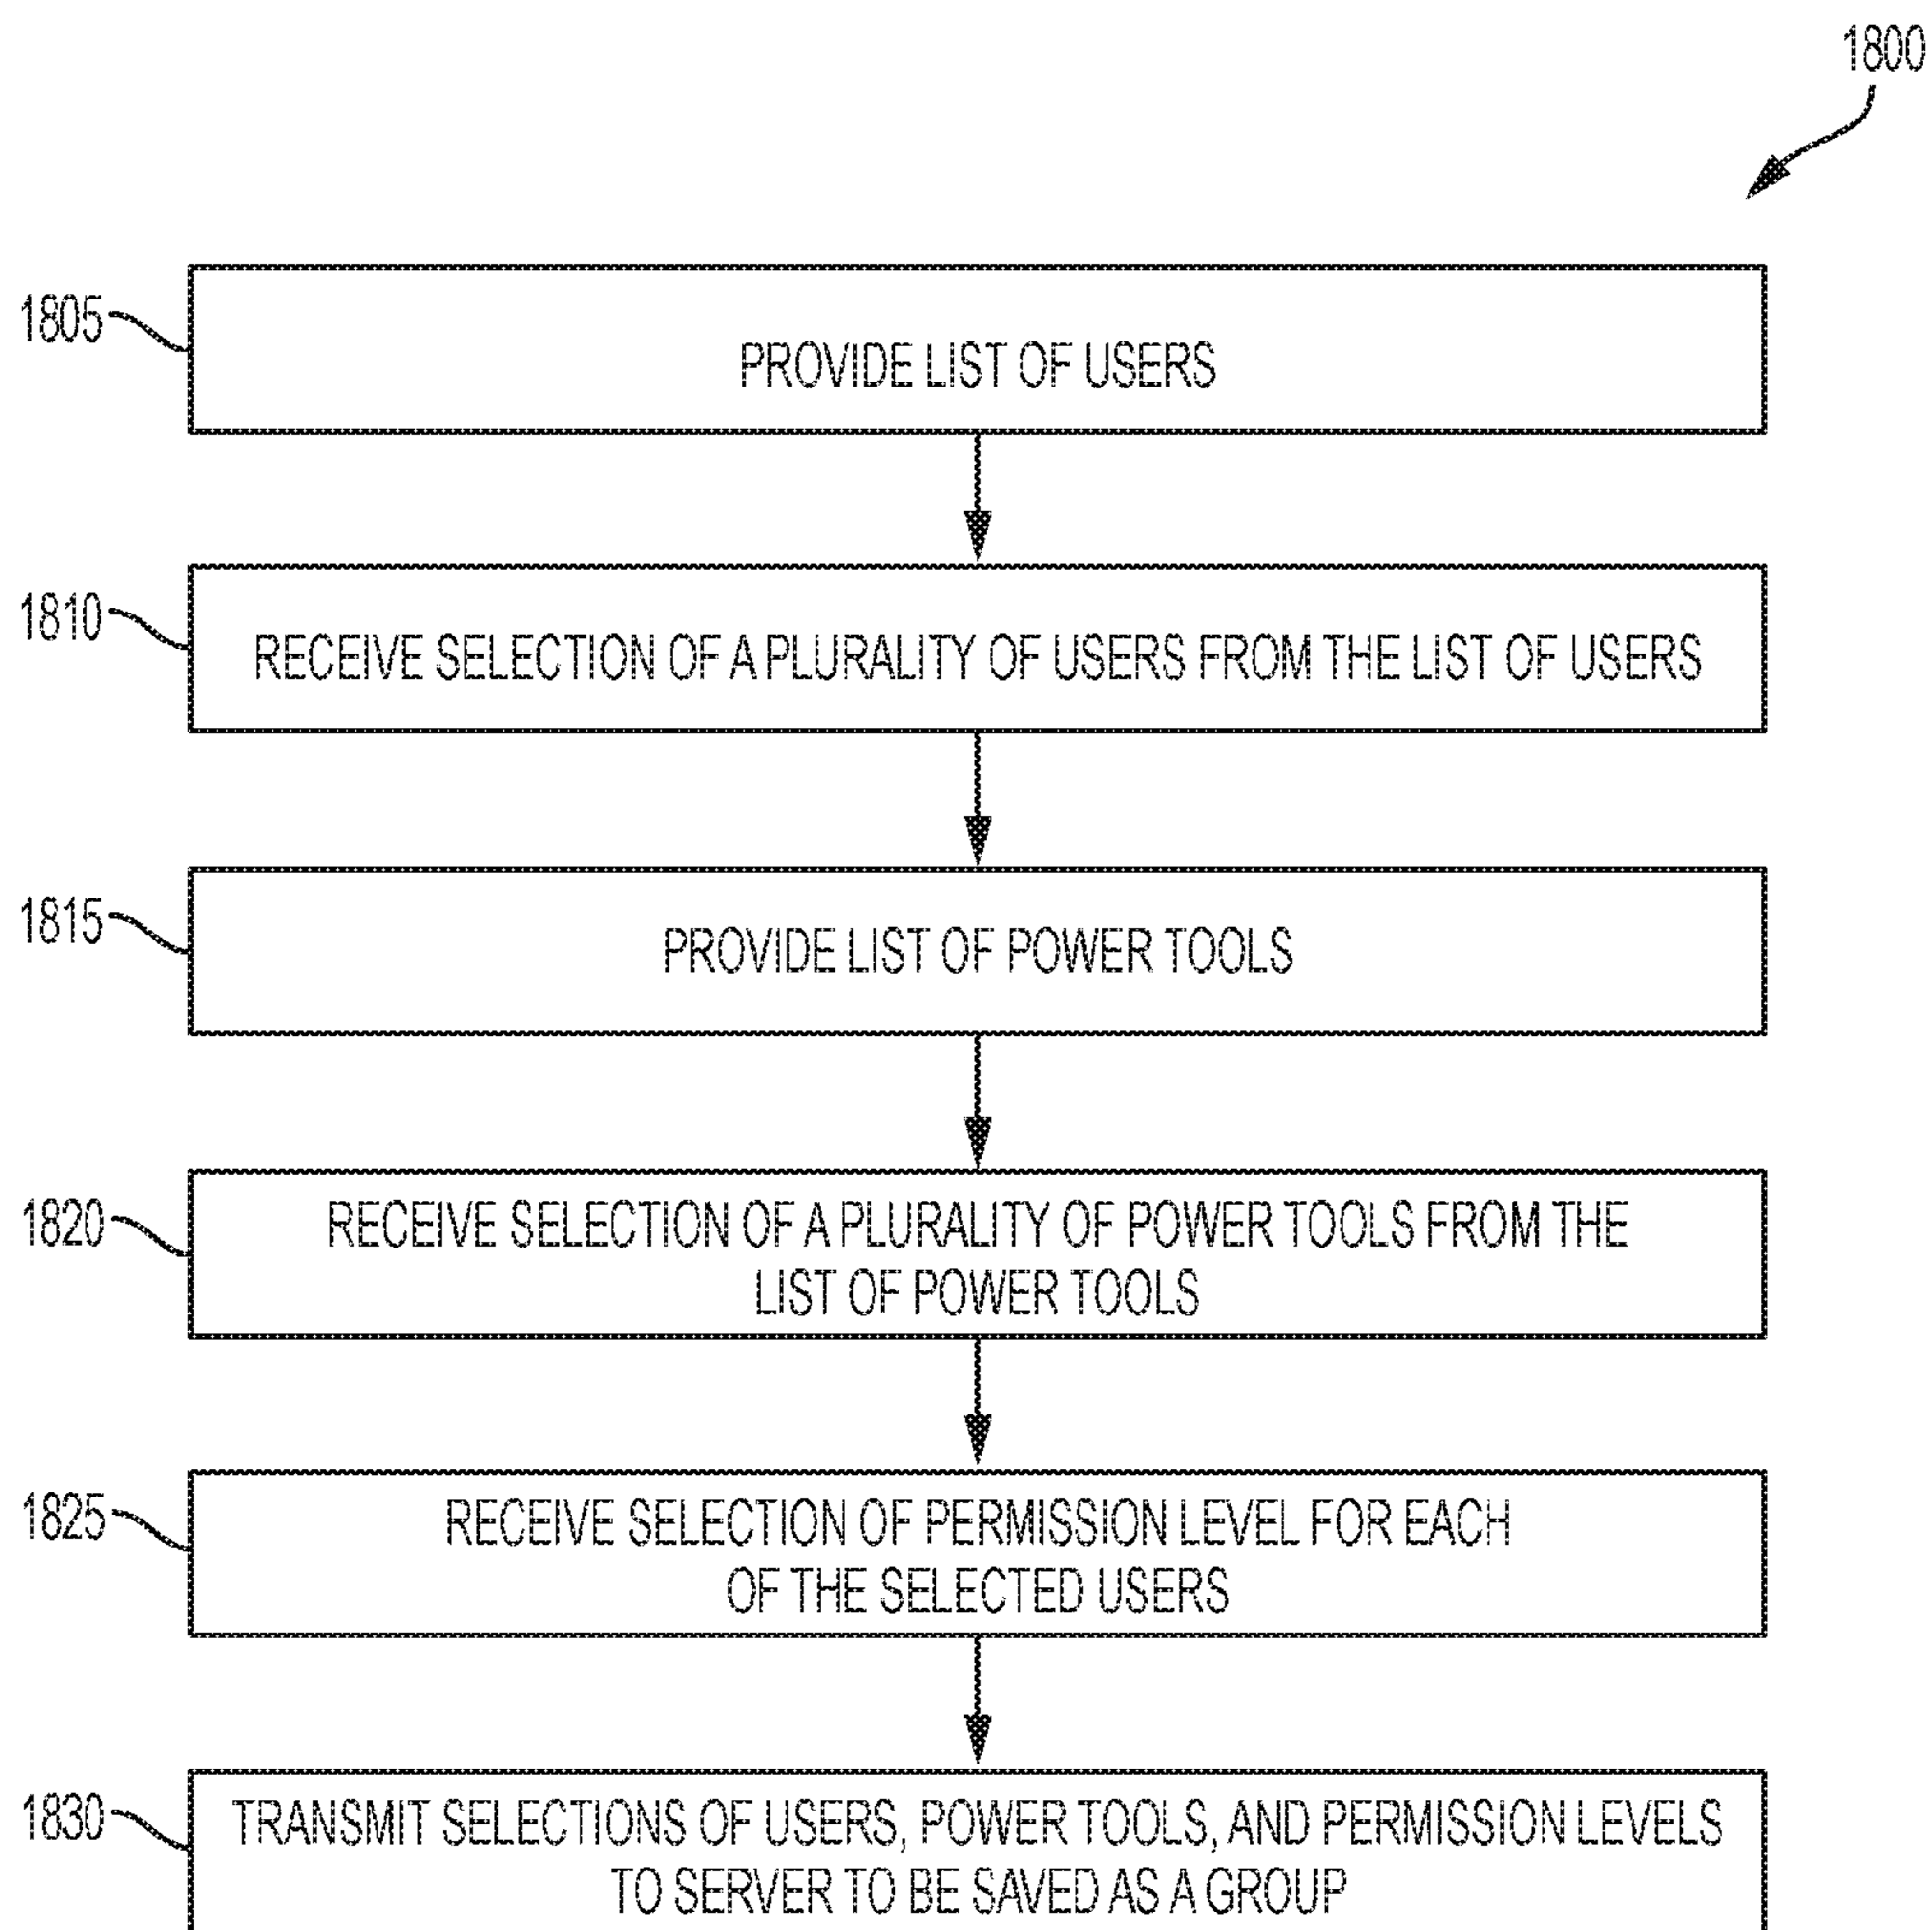 1800
1805
PROVIDE LIST OF USERS
1810
RECEIVE SELECTION OF A PLURALITY OF USERS FROM THE LIST OF USERS
1815
PROVIDE LIST OF POWER TOOLS
1820
RECEIVE SELECTION OF A PLURALITY OF POWER TOOLS FROM THE
LIST OF POWER TOOLS
1825
RECEIVE SELECTION OF PERMISSION LEVEL FOR EACH
OF THE SELECTED USERS
1830
TRANSMIT SELECTIONS OF USERS, POWER TOOLS, AND PERMISSION LEVELS
TO SERVER TO BE SAVED AS A GROUP